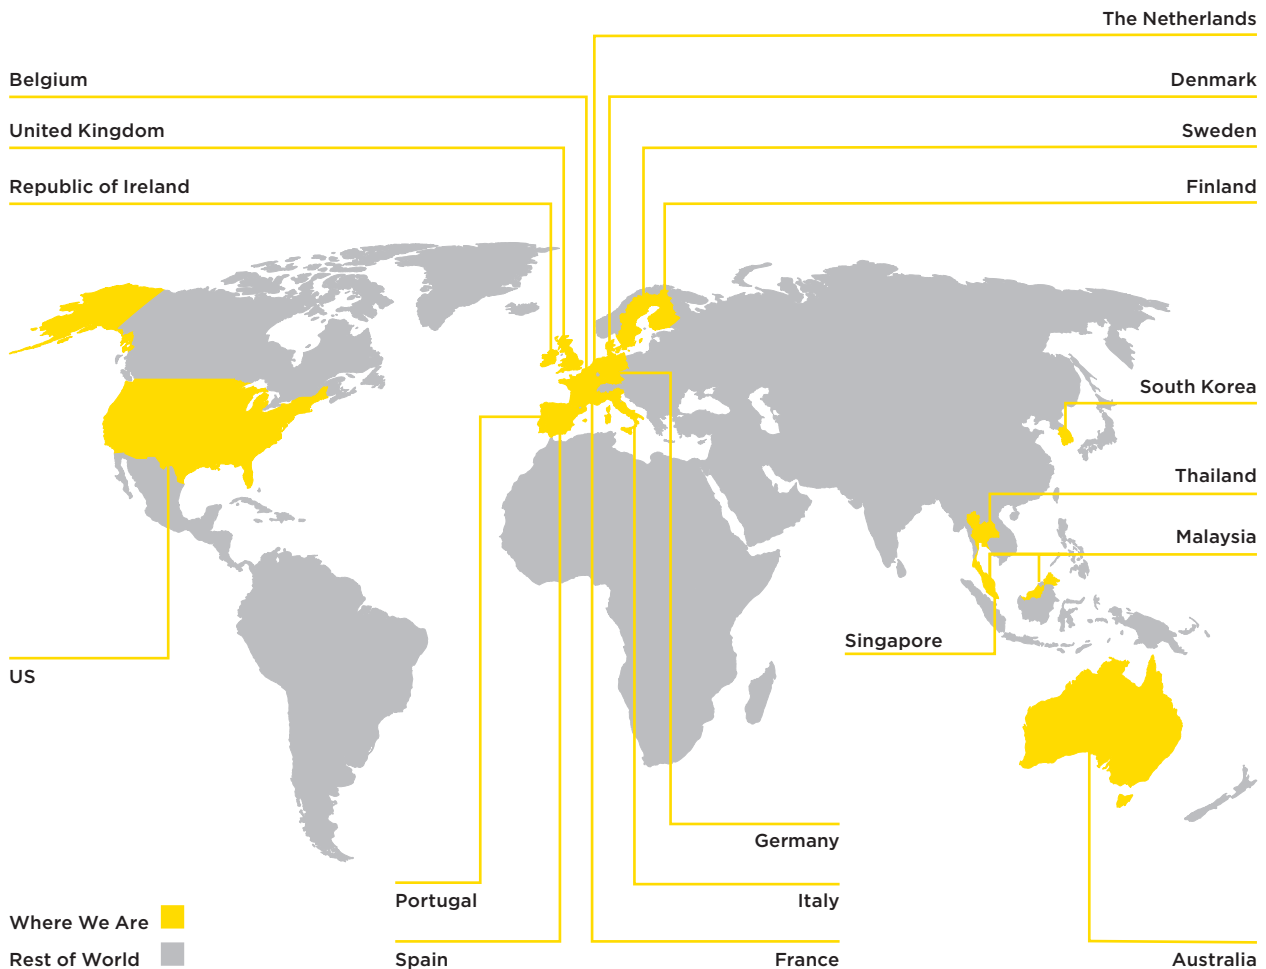 The Netherlands
Belgium
Denmark
United Kingdom
Sweden
Republic of Ireland
Finland
South Korea
Thailand
Malaysia
Singapore
US
Germany
Portugal
Italy
Where We Are
Rest of World
Spain
France
Australia